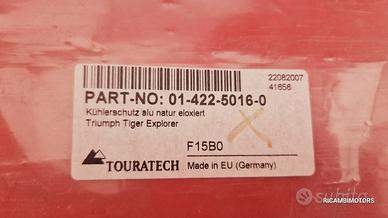 22082007
41656
PART-NO: 01-422-5016-0
Kühlerschutz alu natur eloxiert
Triumph Tiger Explorer
F15B0
TOURATECH
Made in EU (Germany)
subito
RICAMBIMOTORS